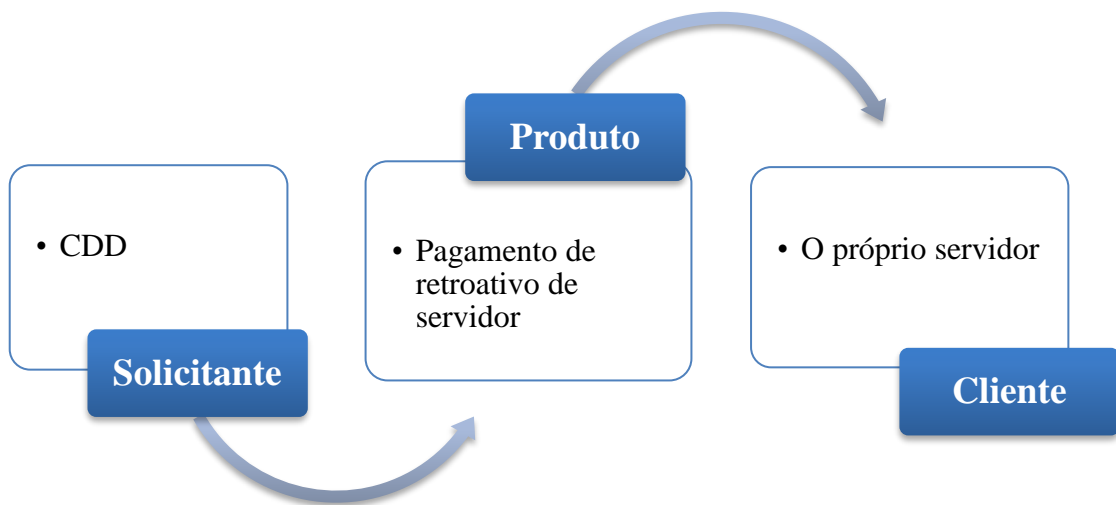 • CDD
Solicitante
Produto
• Pagamento de
retroativo de
servidor
• O próprio servidor
Cliente